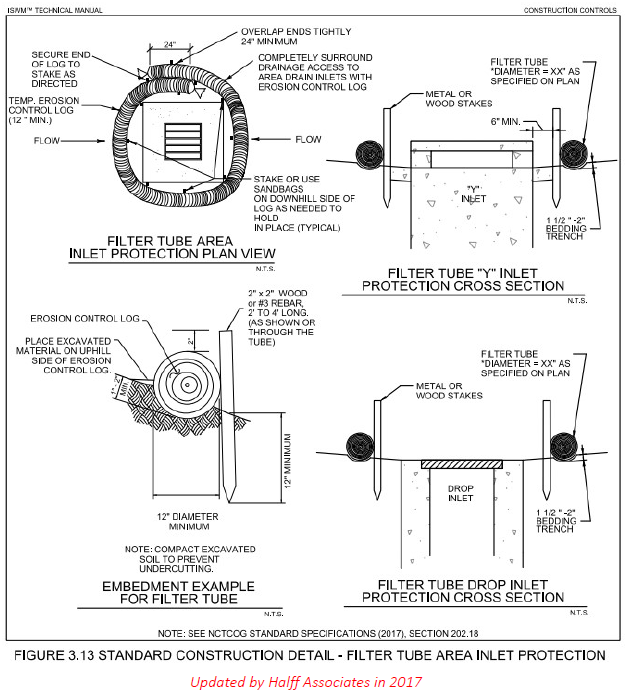 ISWM™ TECHNICAL MANUAL
CONSTRUCTION CONTROLS
24"
OVERLAP ENDS TIGHTLY
24" MINIMUM
SECURE END
OF LOG TO
STAKE AS
DIRECTED
COMPLETELY SURROUND
DRAINAGE ACCESS TO
AREA DRAIN INLETS WITH
EROSION CONTROL LOG
TEMP. EROSION
CONTROL LOG
(12 " MIN.)
FLOW
FLOW
STAKE OR USE
SANDBAGS
ON DOWNHILL SIDE OF
LOG AS NEEDED TO
HOLD
IN PLACE (TYPICAL)
FILTER TUBE AREA
INLET PROTECTION PLAN VIEW
N.T.S.
FILTER TUBE
"DIAMETER = XX" AS
SPECIFIED ON PLAN
METAL OR
WOOD STAKES
6" MIN.
"Y"
INLET
1 1/2 " -2"
BEDDING
TRENCH
FILTER TUBE "Y" INLET
PROTECTION CROSS SECTION
N.T.S.
2" x 2" WOOD
or #3 REBAR,
2' TO 4' LONG.
(AS SHOWN OR
THROUGH THE
TUBE)
EROSION CONTROL LOG
2"
PLACE EXCAVATED
MATERIAL ON UPHILL
SIDE OF EROSION
CONTROL LOG.
1"-2"
MIN
12" MINIMUM
12" DIAMETER
MINIMUM
NOTE: COMPACT EXCAVATED
SOIL TO PREVENT
UNDERCUTTING.
EMBEDMENT EXAMPLE
FOR FILTER TUBE
N.T.S.
FILTER TUBE
"DIAMETER = XX" AS
SPECIFIED ON PLAN
METAL OR
WOOD STAKES
DROP
INLET
1 1/2 " -2"
BEDDING
TRENCH
FILTER TUBE DROP INLET
PROTECTION CROSS SECTION
N.T.S.
NOTE: SEE NCTCOG STANDARD SPECIFICATIONS (2017), SECTION 202.18
FIGURE 3.13 STANDARD CONSTRUCTION DETAIL - FILTER TUBE AREA INLET PROTECTION
Updated by Halff Associates in 2017